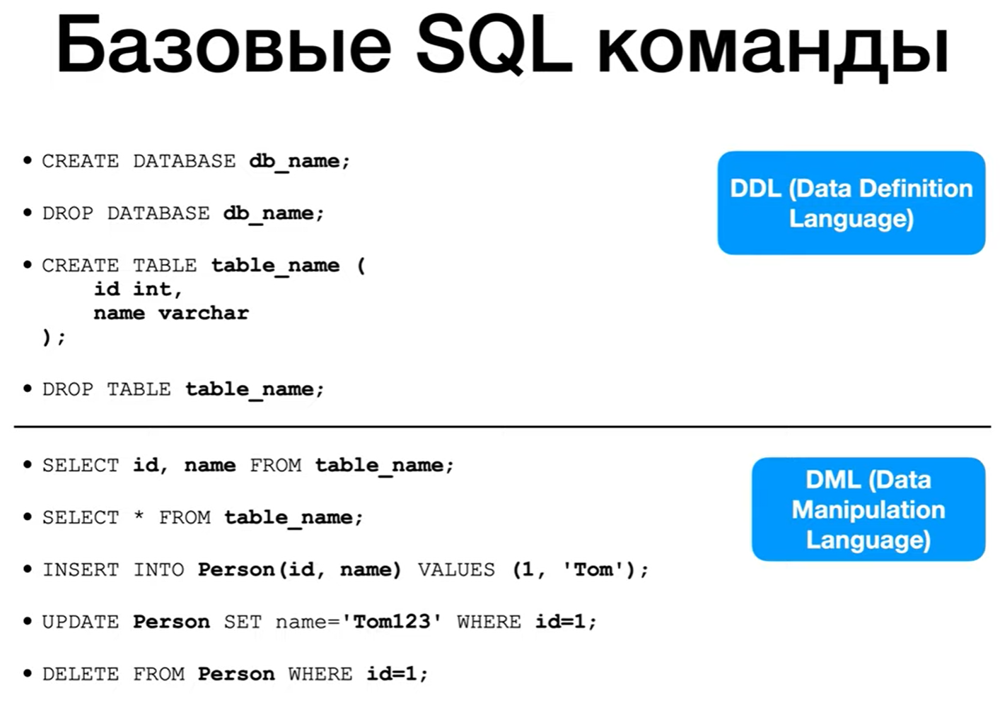 Базовые SQL команды
• CREATE DATABASE db_name;
• DROP DATABASE db_name;
• CREATE TABLE table_name (
id int,
name varchar
);
• DROP TABLE table_name;
DDL (Data Definition
Language)
• SELECT id, name FROM table_name;
• SELECT * FROM table_name;
• INSERT INTO Person(id, name) VALUES (1, 'Tom');
• UPDATE Person SET name='Tom123' WHERE id=1;
• DELETE FROM Person WHERE id=1;
DML (Data
Manipulation
Language)